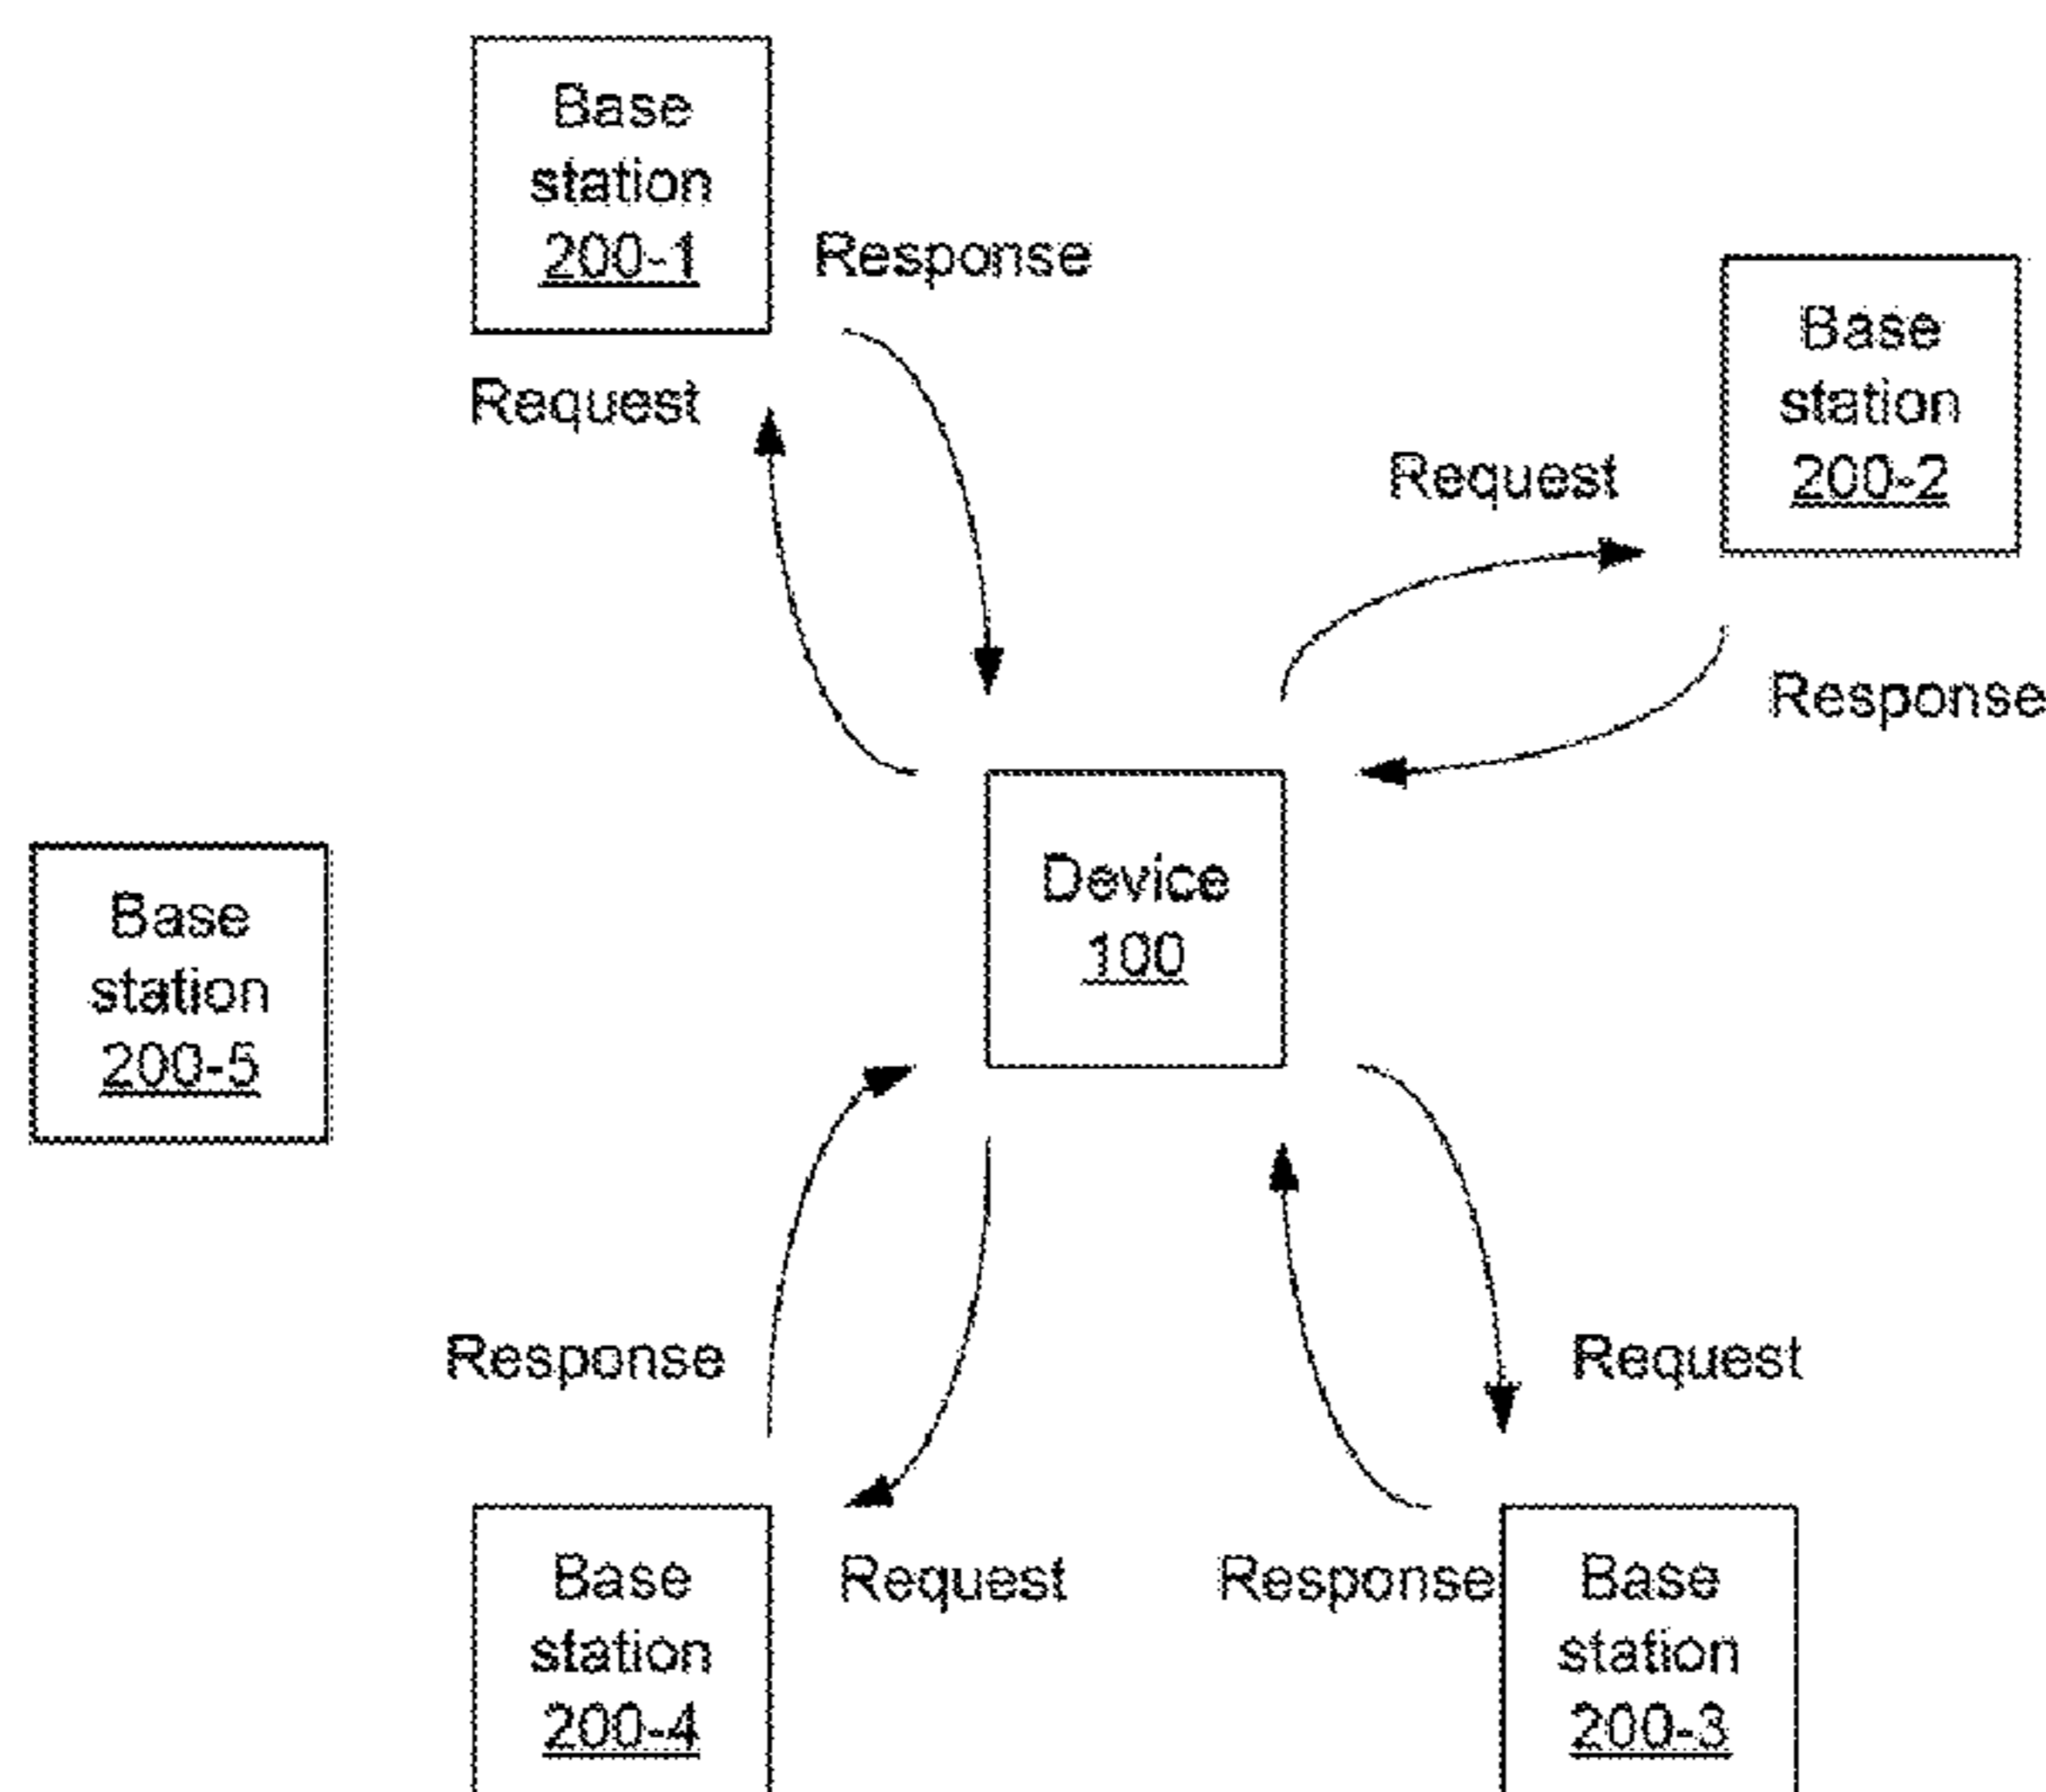 Base
station
200-1
Response
Request
Base
station
200-2
Request
Response
Device
100
Base
station
200-5
Response
Request
Base
station
200-4
Request
Response
Base
station
200-3